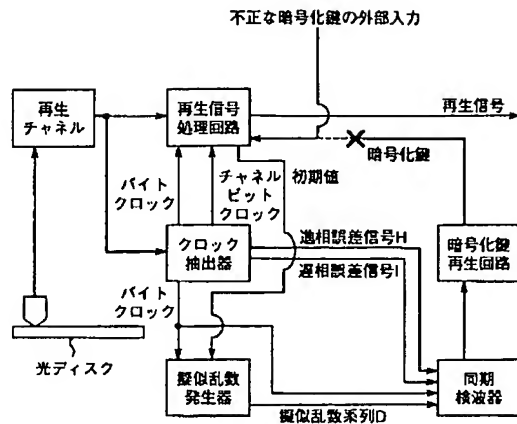 不正な暗号化鍵の外部入力
再生
チャネル
再生信号
処理回路
再生信号
暗号化鍵
バイト
クロック
チャネル
ビット
クロック
初期値
クロック
抽出器
進相誤差信号H
遅相誤差信号I
暗号化鍵
再生回路
バイト
クロック
光ディスク
擬似乱数
発生器
同期
検波器
擬似乱数系列D